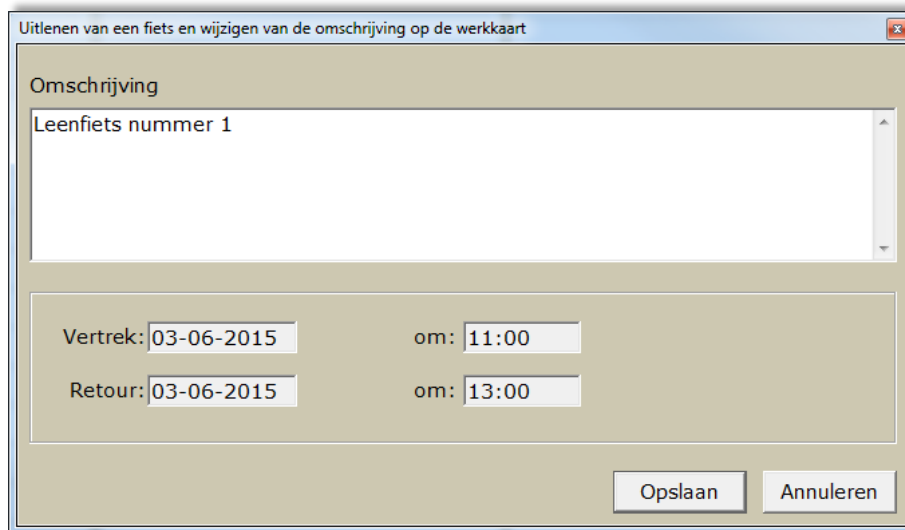 Uitlenen van een fiets en wijzigen van de omschrijving op de werkkaart
Omschrijving
Leenfiets nummer 1
Vertrek: 03-06-2015 om: 11:00
Retour: 03-06-2015 om: 13:00
Opslaan Annuleren